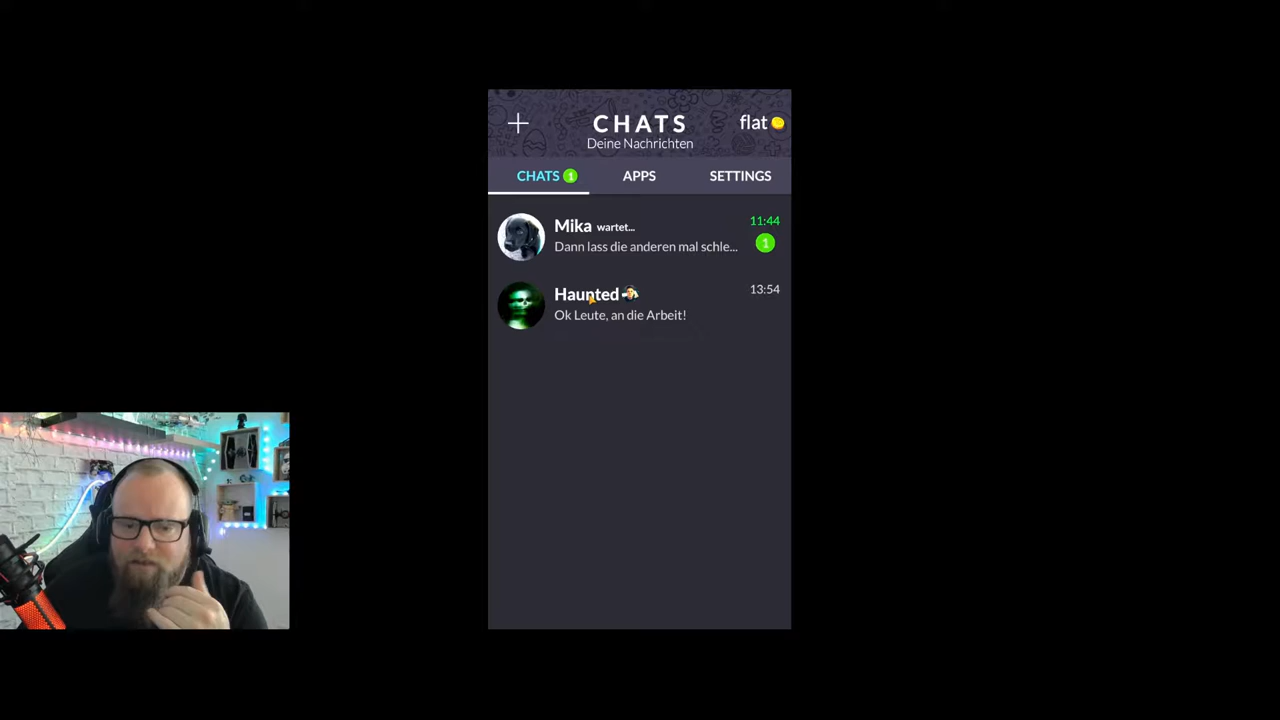 CHATS
flat
Deine Nachrichten
CHATS 1
APPS
SETTINGS
Mika wartet...
11:44
Dann lass die anderen mal schle...
1
Haunted
13:54
Ok Leute, an die Arbeit!